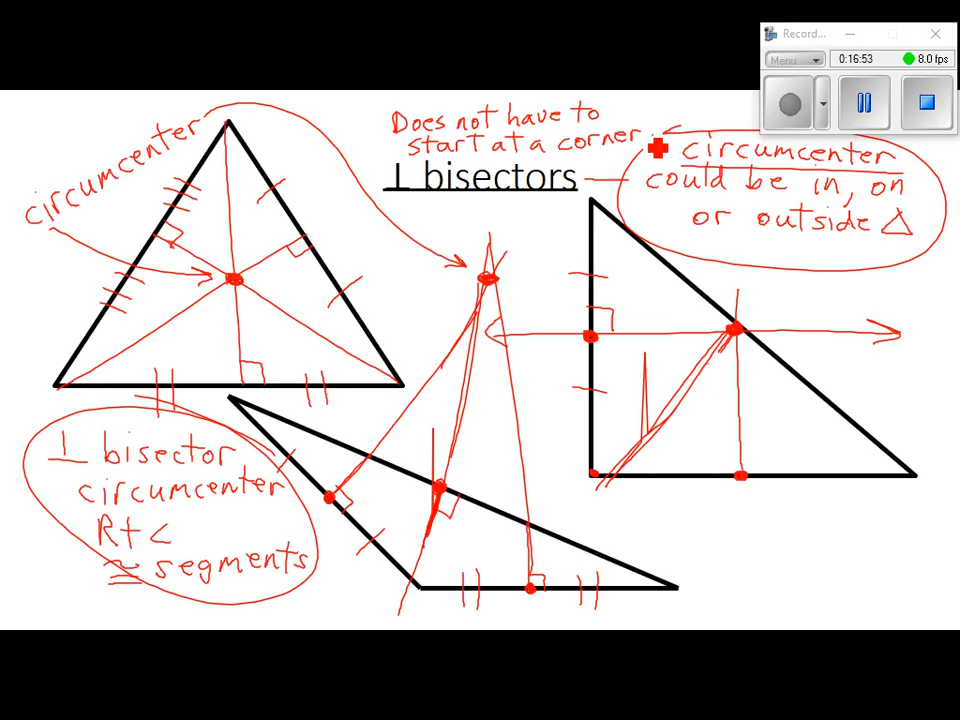 Record...
Menu
0:16:53
8.0 fps
Does not have to
start at a corner
⊥ bisectors
circumcenter
could be in, on
or outside △
circumcenter
⊥ bisector
circumcenter
Rt <
≅ segments